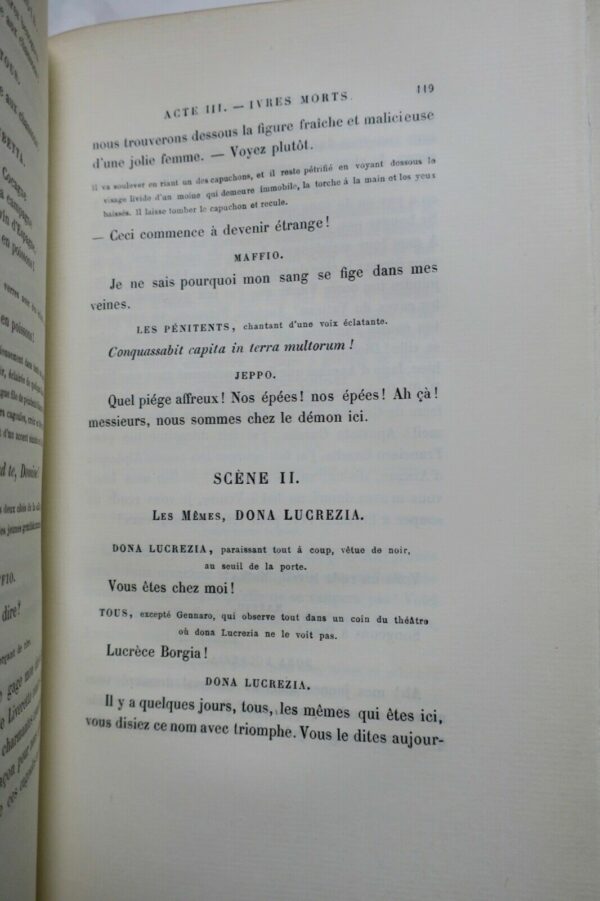 ACTE III. — IVRES MORTS.
119
nous trouverons dessous la figure fraîche et malicieuse
d'une jolie femme. — Voyez plutôt.
Il va soulever en riant un des capuchons, et il reste pétrifié en voyant dessous le
visage livide d'un moine qui demeure immobile, la torche à la main et les yeux
baissés. Il laisse tomber le capuchon et recule.
— Ceci commence à devenir étrange!
MAFFIO.
Je ne sais pourquoi mon sang se fige dans mes
veines.
LES PÉNITENTS, chantant d'une voix éclatante.
Conquassabit capita in terra multorum!
JEPPO.
Quel piége affreux! Nos épées! nos épées! Ah çà!
messieurs, nous sommes chez le démon ici.
SCÈNE II.
LES MÊMES, DONA LUCREZIA.
DONA LUCREZIA, paraissant tout à coup, vêtue de noir,
au seuil de la porte.
Vous êtes chez moi!
TOUS, excepté Gennaro, qui observe tout dans un coin du théâtre
où dona Lucrezia ne le voit pas.
Lucrèce Borgia!
DONA LUCREZIA.
Il y a quelques jours, tous, les mêmes qui êtes ici,
vous disiez ce nom avec triomphe. Vous le dites aujour-